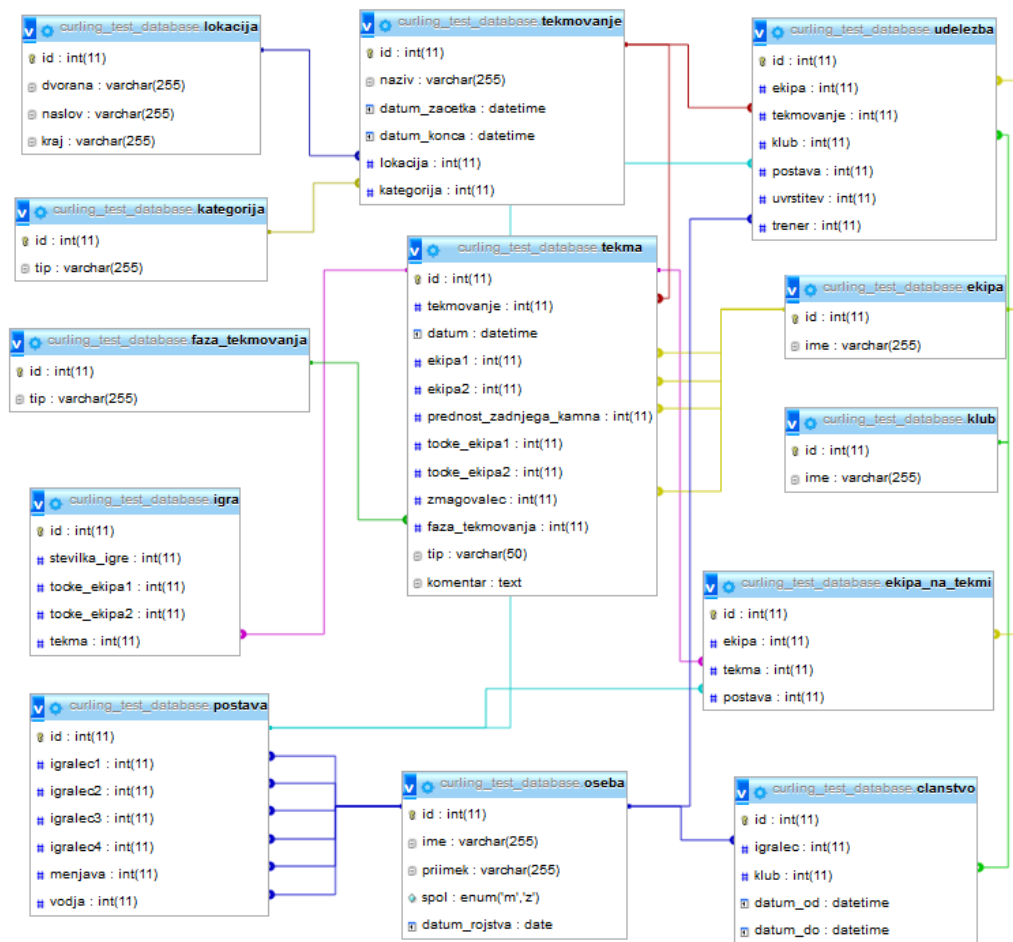 curling_test_database lokacija
id : int(11)
dvorana : varchar(255)
naslov : varchar(255)
kraj : varchar(255)
curling_test_database kategorija
id : int(11)
tip : varchar(255)
curling_test_database faza_tekmovanja
id : int(11)
tip : varchar(255)
curling_test_database igra
id : int(11)
stevilka_igre : int(11)
tocke_ekipa1 : int(11)
tocke_ekipa2 : int(11)
tekma : int(11)
curling_test_database postava
id : int(11)
igralec1 : int(11)
igralec2 : int(11)
igralec3 : int(11)
igralec4 : int(11)
menjava : int(11)
vodja : int(11)
curling_test_database tekmovanje
id : int(11)
naziv : varchar(255)
datum_zacetka : datetime
datum_konca : datetime
lokacija : int(11)
kategorija : int(11)
curling_test_database tekma
id : int(11)
tekmovanje : int(11)
datum : datetime
ekipa1 : int(11)
ekipa2 : int(11)
prednost_zadnjega_kamna : int(11)
tocke_ekipa1 : int(11)
tocke_ekipa2 : int(11)
zmagovalec : int(11)
faza_tekmovanja : int(11)
tip : varchar(50)
komentar : text
curling_test_database oseba
id : int(11)
ime : varchar(255)
priimek : varchar(255)
spol : enum('m','z')
datum_rojstva : date
curling_test_database udelezba
id : int(11)
ekipa : int(11)
tekmovanje : int(11)
klub : int(11)
postava : int(11)
uvrstitev : int(11)
trener : int(11)
curling_test_database ekipa
id : int(11)
ime : varchar(255)
curling_test_database klub
id : int(11)
ime : varchar(255)
curling_test_database ekipa_na_tekmi
id : int(11)
ekipa : int(11)
tekma : int(11)
postava : int(11)
curling_test_database clanstvo
id : int(11)
igralec : int(11)
klub : int(11)
datum_od : datetime
datum_do : datetime